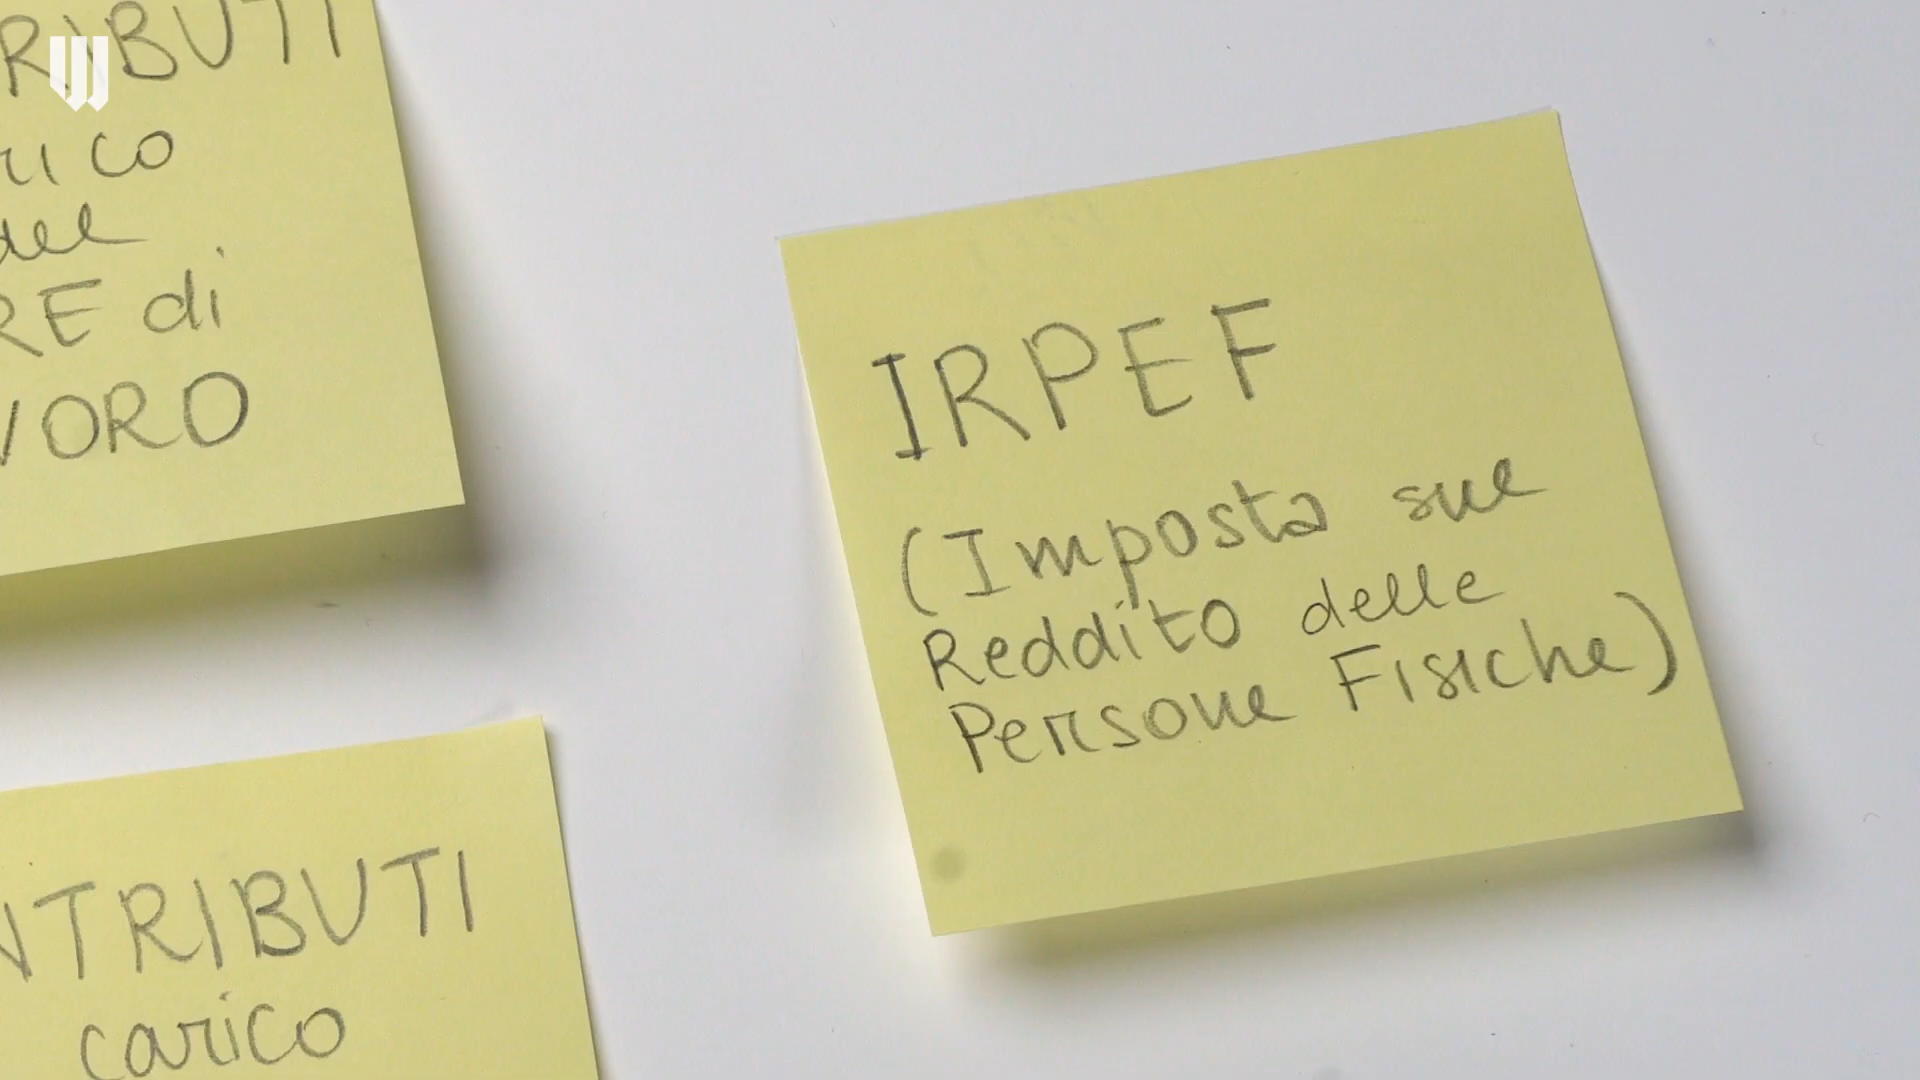 RIBUTI
rico
del
RE di
VORO
IRPEF
(Imposta sul
Reddito delle
Persone Fisiche)
NTRIBUTI
carico